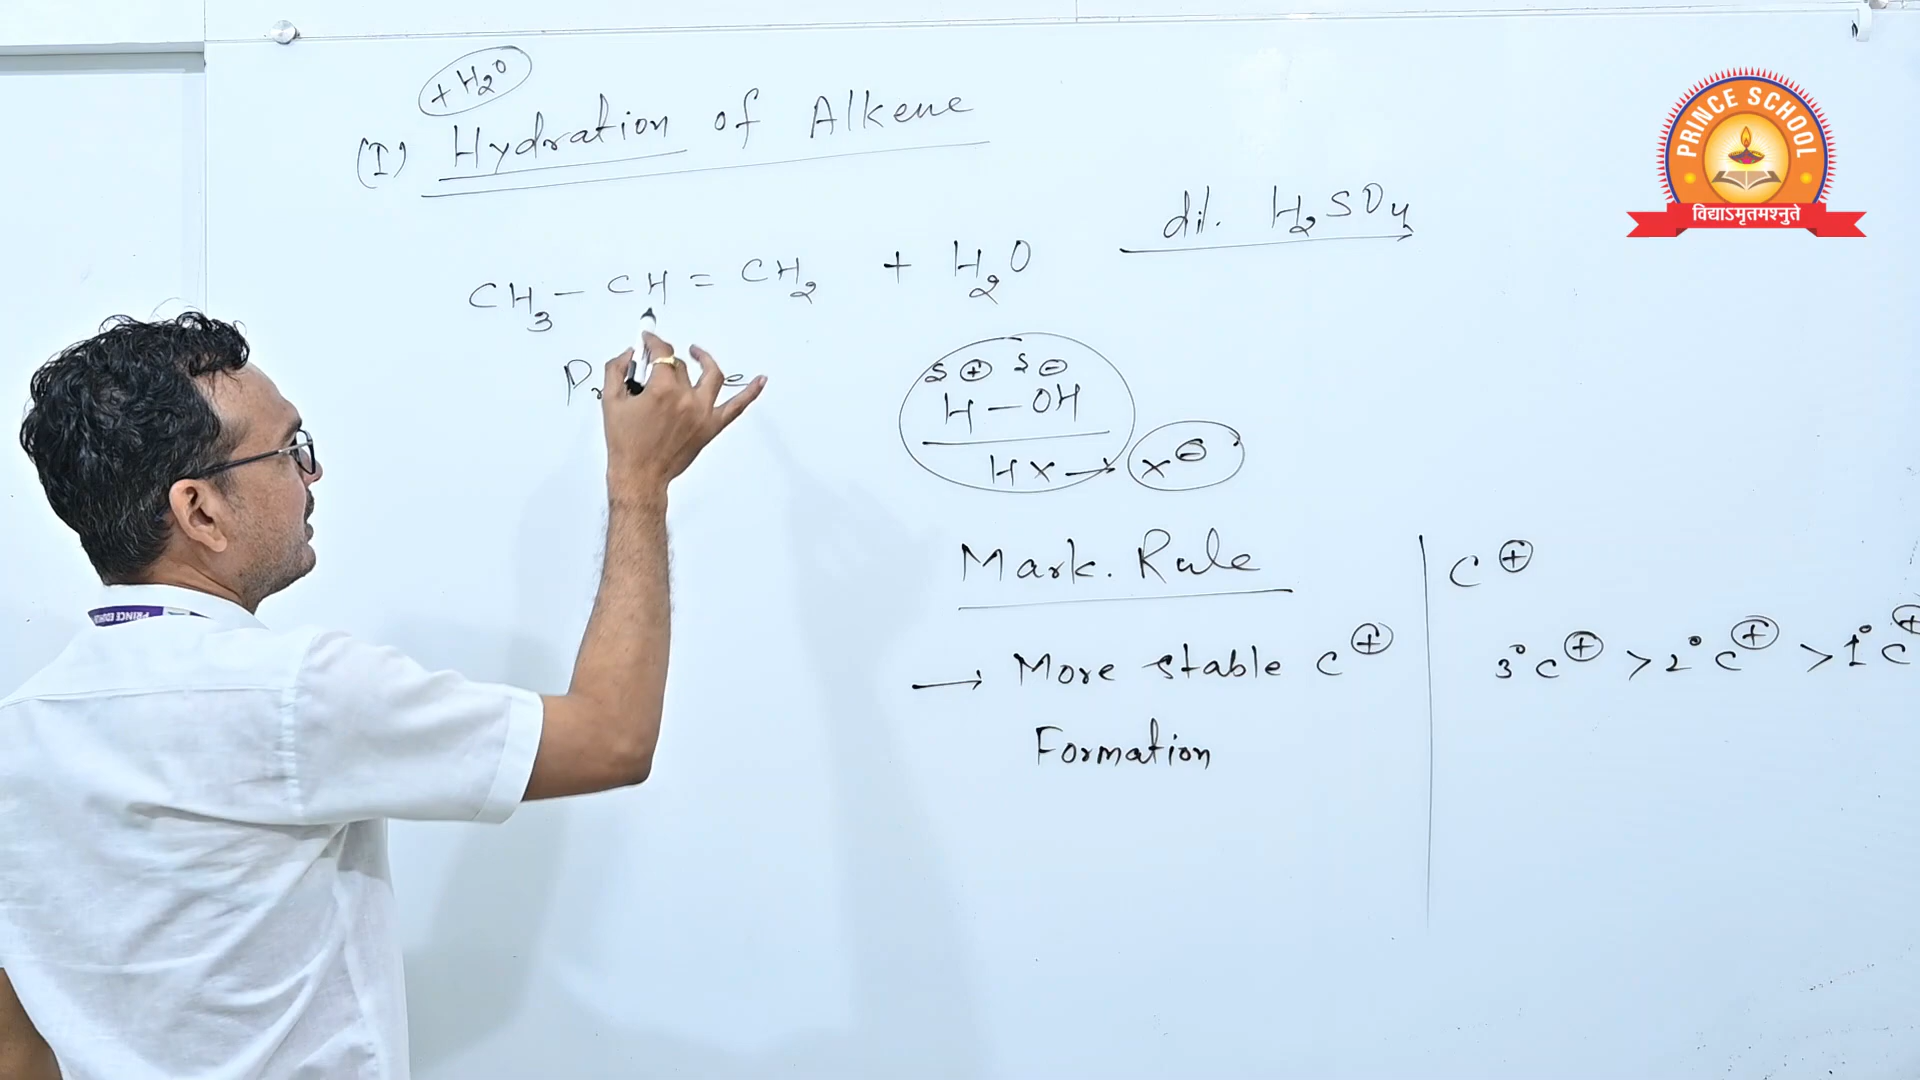 + H₂O
(I) Hydration of Alkene
dil. H₂SO₄
CH₃ – CH = CH₂ + H₂O
δ⊕ δ⊖
H – OH
HX → X⊖
Mark. Rule
→ More stable C⊕
Formation
C⊕
3° C⊕ > 2° C⊕ > 1° C⊕
PRINCE SCHOOL
विद्याऽमृतमश्नुते